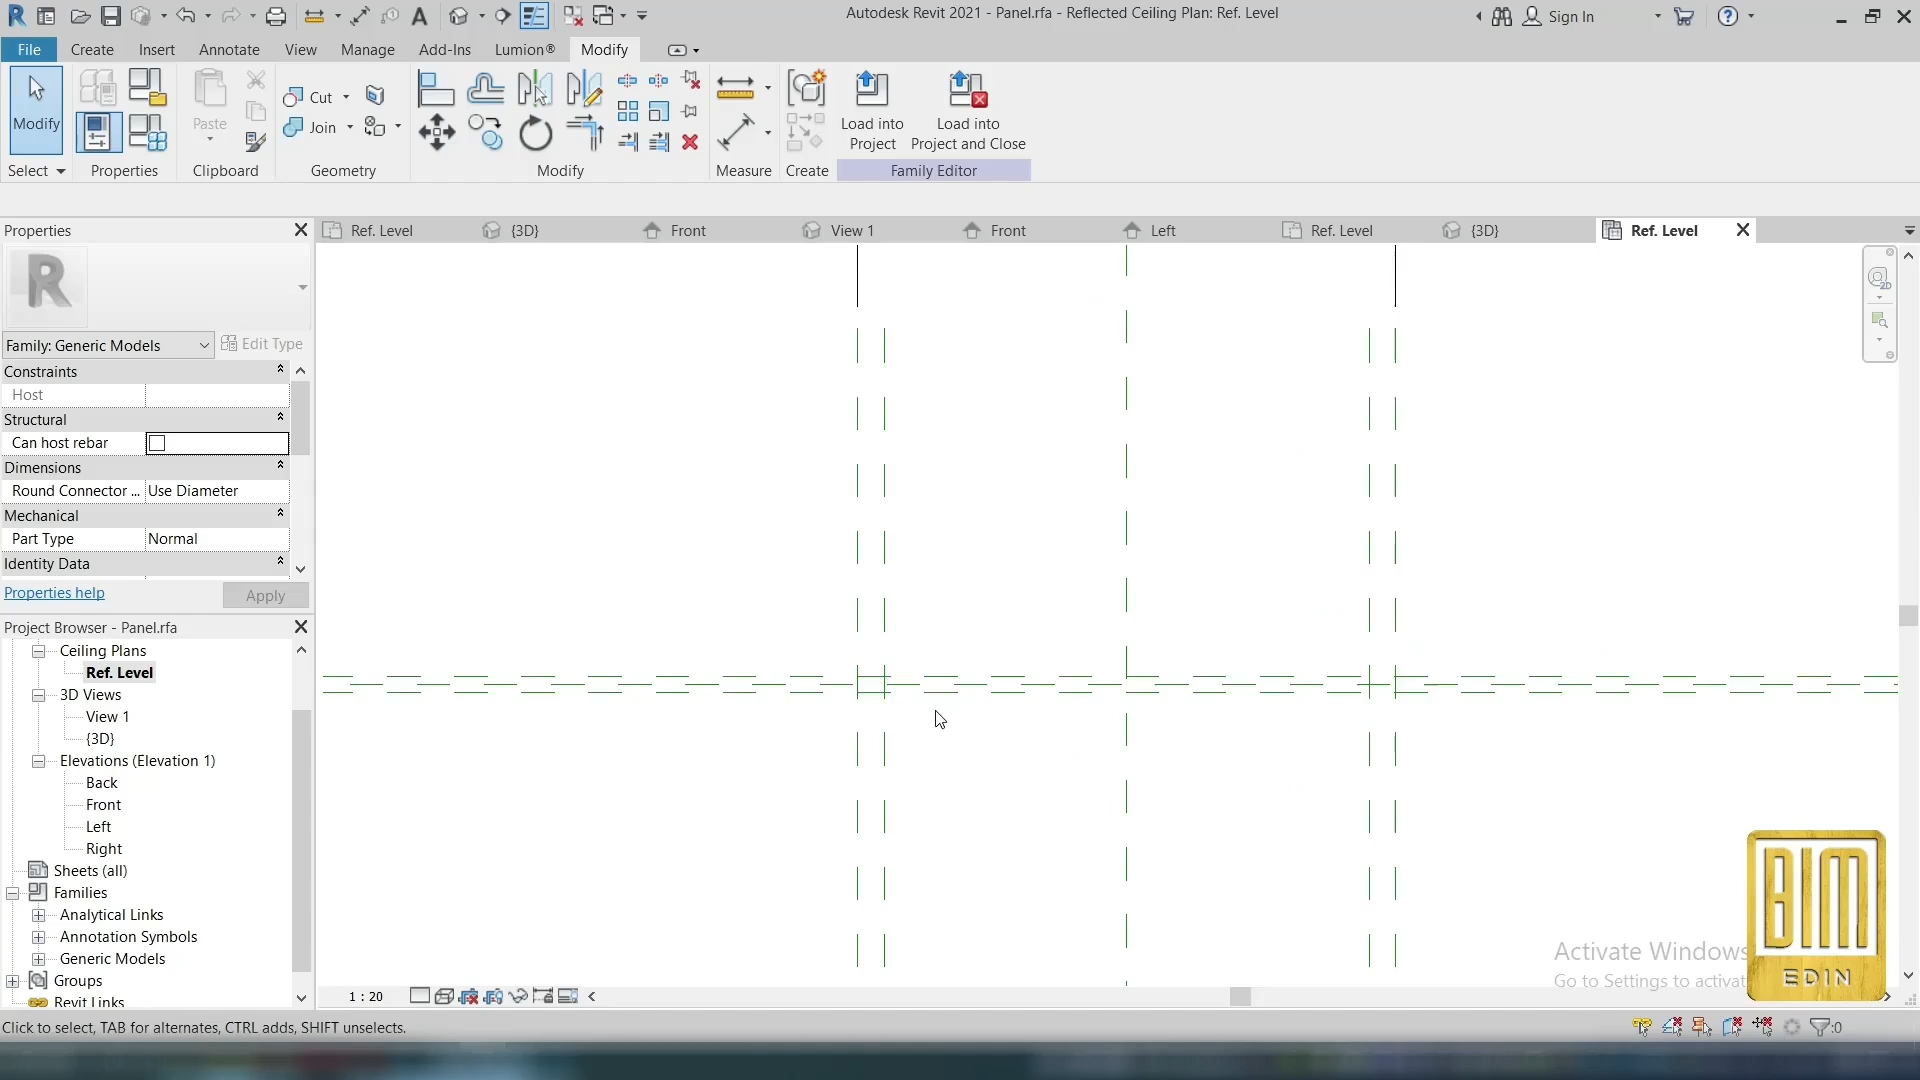 Autodesk Revit 2021 - Panel.rfa - Reflected Ceiling Plan: Ref. Level
Sign In
File
Create
Insert
Annotate
View
Manage
Add-Ins
Lumion®
Modify
Modify
Paste
Cut
Join
Load into
Project
Load into
Project and Close
Select
Properties
Clipboard
Geometry
Modify
Measure
Create
Family Editor
Properties
Ref. Level
{3D}
Front
View 1
Front
Left
Ref. Level
{3D}
Ref. Level
R
Family: Generic Models
Edit Type
Constraints
Host
Structural
Can host rebar
Dimensions
Round Connector ...
Use Diameter
Mechanical
Part Type
Normal
Identity Data
Properties help
Apply
Project Browser - Panel.rfa
Ceiling Plans
Ref. Level
3D Views
View 1
{3D}
Elevations (Elevation 1)
Back
Front
Left
Right
Sheets (all)
Families
Analytical Links
Annotation Symbols
Generic Models
Groups
Revit Links
2D
BIM
EDIN
Activate Windows
Go to Settings to activat
1 : 20
Click to select, TAB for alternates, CTRL adds, SHIFT unselects.
:0